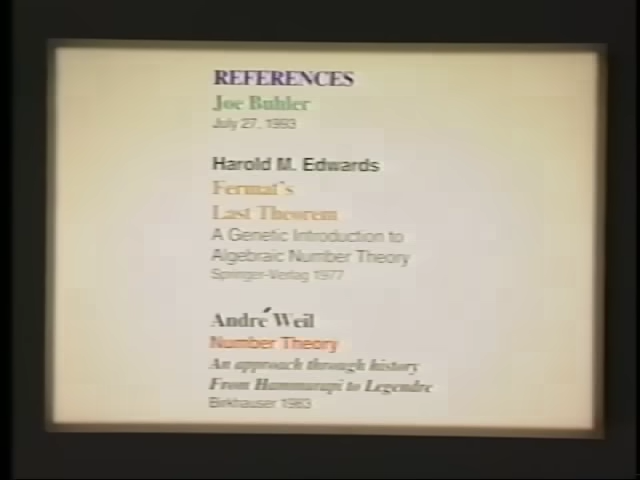 REFERENCES
Joe Buhler
July 27, 1993
Harold M. Edwards
Fermat's
Last Theorem
A Genetic Introduction to
Algebraic Number Theory
Springer-Verlag 1977
André Weil
Number Theory
An approach through history
From Hammurapi to Legendre
Birkhauser 1983